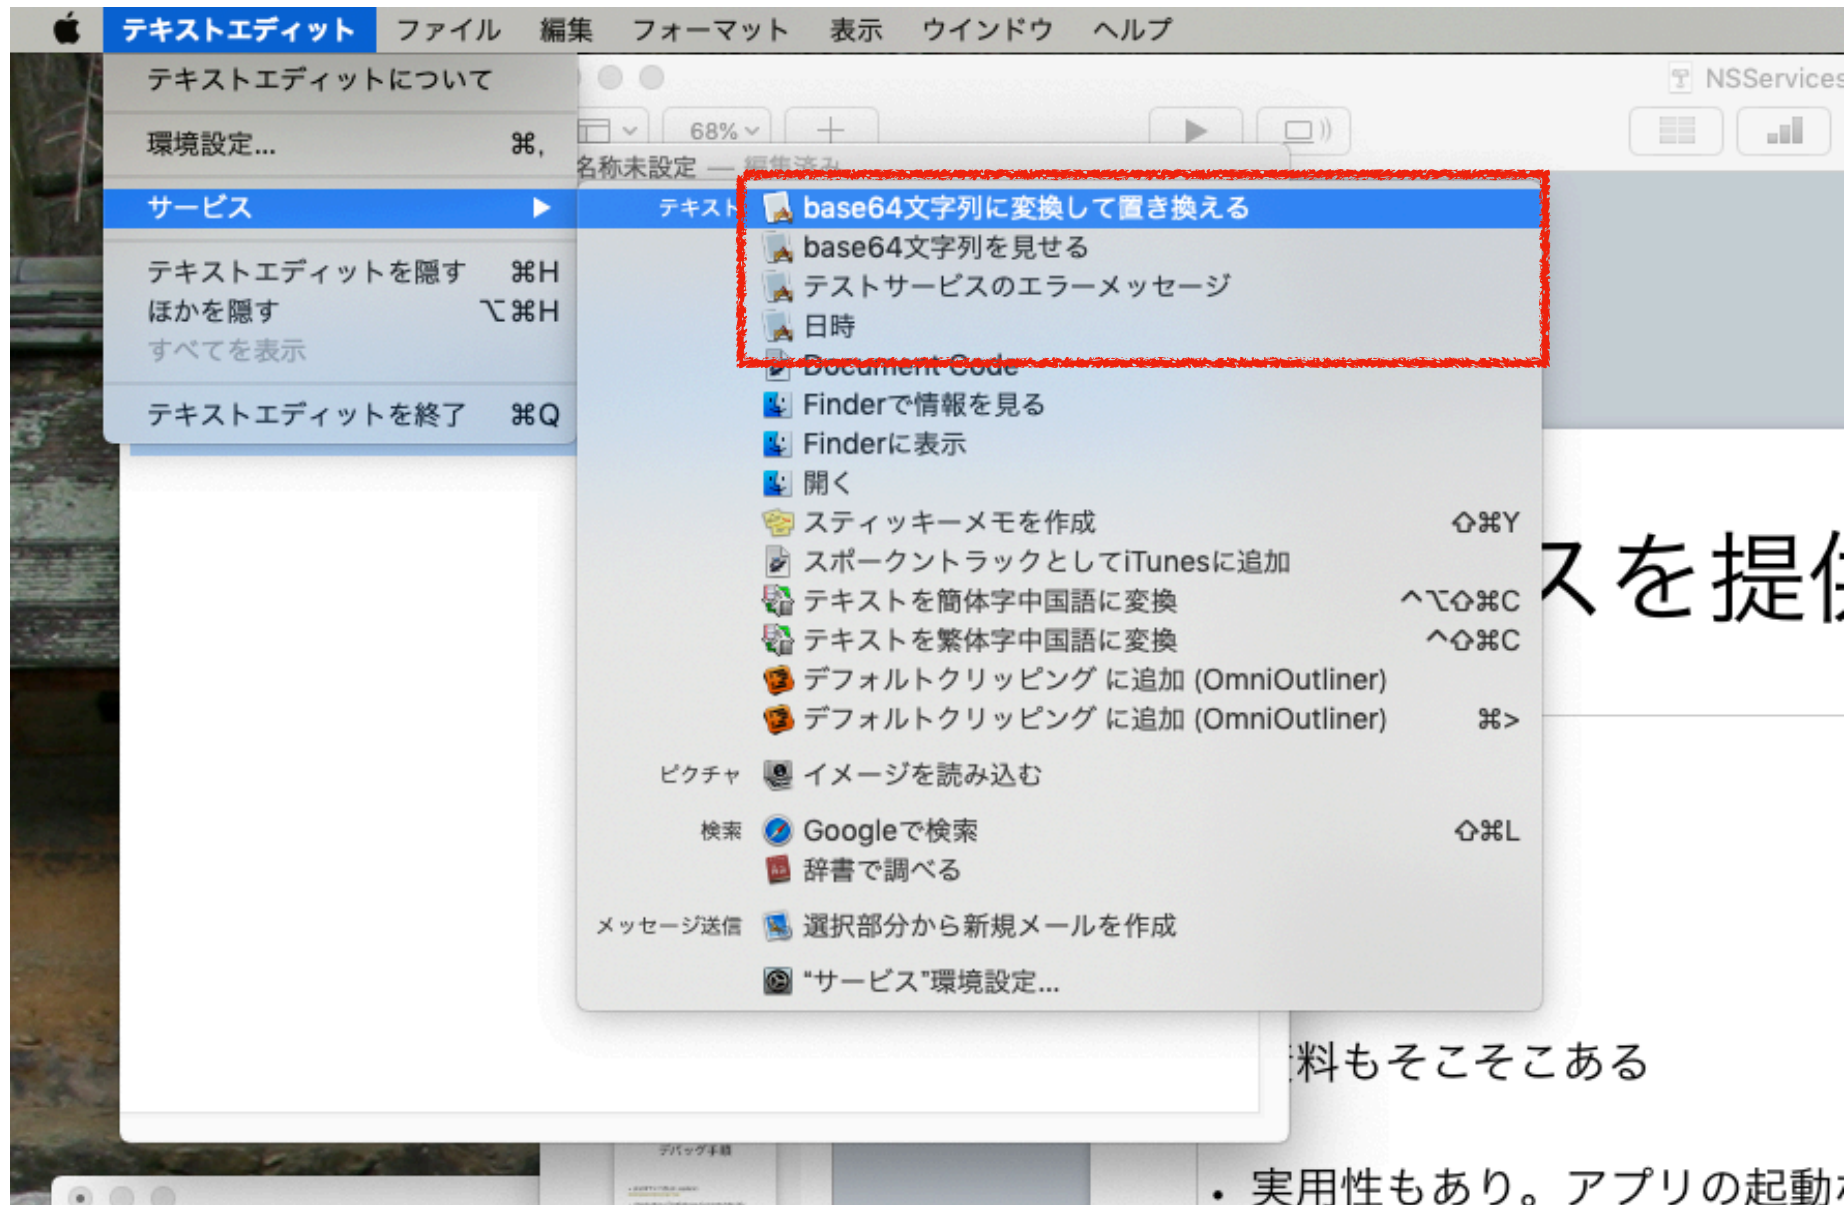 テキストエディット ファイル 編集 フォーマット 表示 ウインドウ ヘルプ
テキストエディットについて
環境設定... ⌘,
サービス ▶
テキストエディットを隠す ⌘H
ほかを隠す ⌥⌘H
すべてを表示
テキストエディットを終了 ⌘Q
NSServices
68%
名称未設定 — 編集済み
テキスト base64文字列に変換して置き換える
base64文字列を見せる
テストサービスのエラーメッセージ
日時
Document Code
Finderで情報を見る
Finderに表示
開く
スティッキーメモを作成 ⇧⌘Y
スポークントラックとしてiTunesに追加
テキストを簡体字中国語に変換 ^⌥⇧⌘C
テキストを繁体字中国語に変換 ^⇧⌘C
デフォルトクリッピング に追加 (OmniOutliner)
デフォルトクリッピング に追加 (OmniOutliner) ⌘>
ピクチャ イメージを読み込む
検索 Googleで検索 ⇧⌘L
辞書で調べる
メッセージ送信 選択部分から新規メールを作成
“サービス”環境設定...
スを提
料もそこそこある
デバッグ手順
• 実用性もあり。アプリの起動